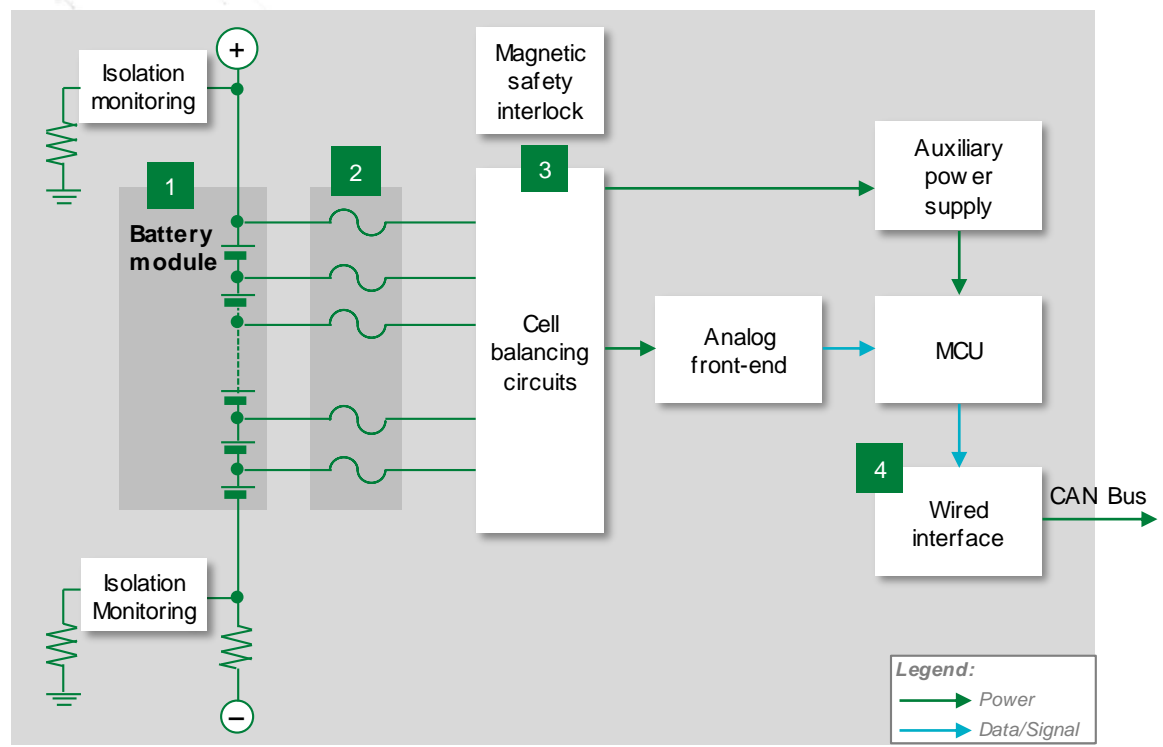 +
Isolation
monitoring
Magnetic
safety
interlock
1
2
3
Auxiliary
power
supply
Battery
module
Cell
balancing
circuits
Analog
front-end
MCU
4
Wired
interface
CAN Bus
Isolation
Monitoring
−
Legend:
Power
Data/Signal